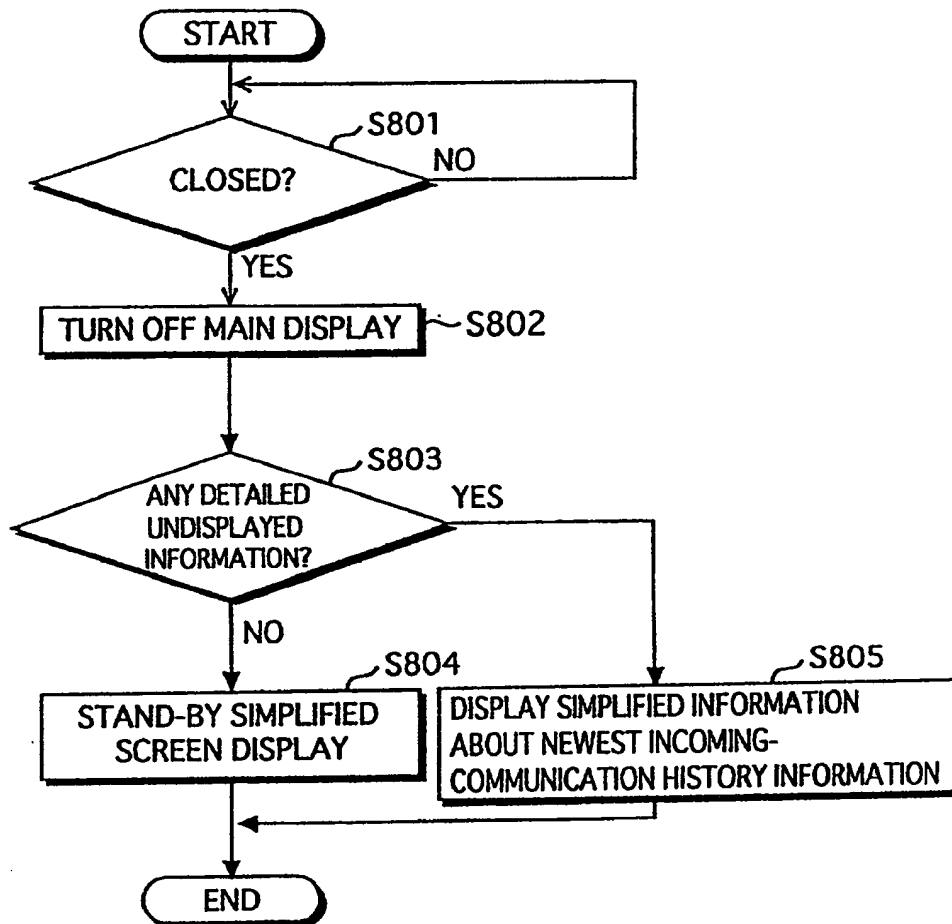 START
S801
CLOSED?
NO
YES
TURN OFF MAIN DISPLAY
S802
S803
ANY DETAILED
UNDISPLAYED
INFORMATION?
YES
NO
S804
STAND-BY SIMPLIFIED
SCREEN DISPLAY
S805
DISPLAY SIMPLIFIED INFORMATION
ABOUT NEWEST INCOMING-
COMMUNICATION HISTORY INFORMATION
END